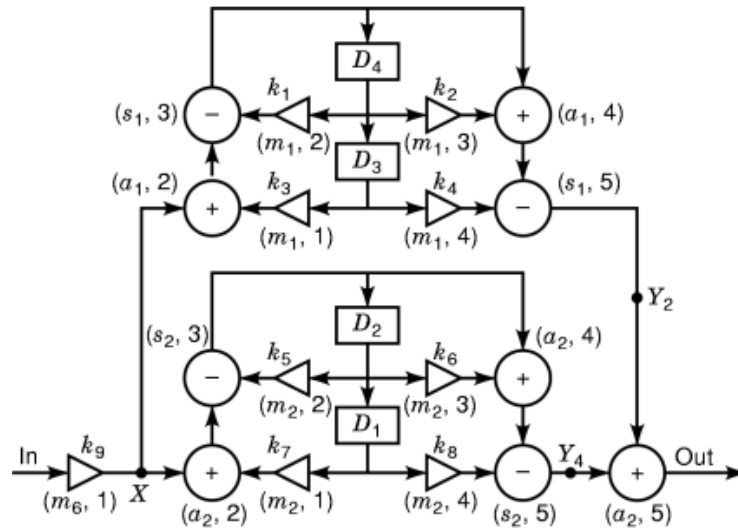 D4
k1
k2
(s1, 3)
−
+
(a1, 4)
(m1, 2)
(m1, 3)
D3
(a1, 2)
k3
k4
(s1, 5)
+
−
(m1, 1)
(m1, 4)
Y2
D2
(s2, 3)
(a2, 4)
k5
k6
−
+
(m2, 2)
(m2, 3)
D1
k9
k7
k8
Y4
In
+
−
+
Out
(m6, 1)
X
(m2, 1)
(m2, 4)
(a2, 2)
(s2, 5)
(a2, 5)